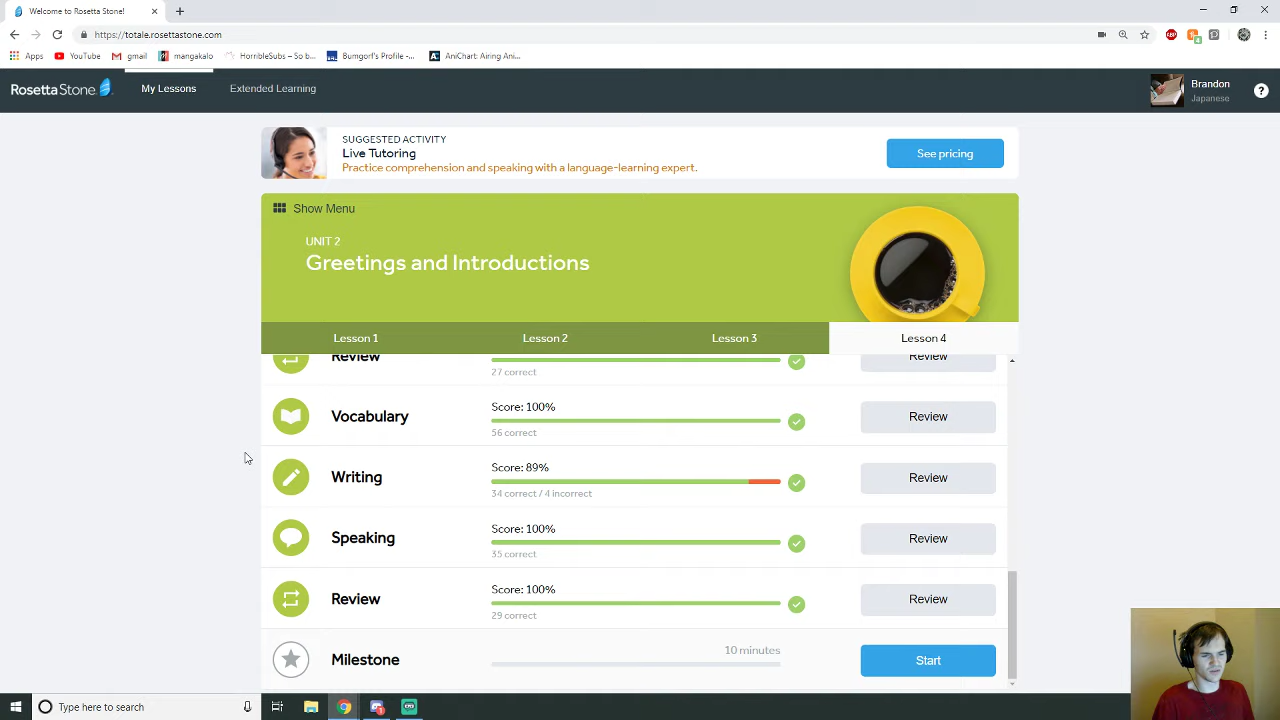 Welcome to Rosetta Stone!
https://totale.rosettastone.com
Apps
YouTube
gmail
mangakalo
HorribleSubs – So b...
Bumgorf's Profile -...
AniChart: Airing Ani...
RosettaStone
My Lessons
Extended Learning
Brandon
Japanese
?
SUGGESTED ACTIVITY
Live Tutoring
Practice comprehension and speaking with a language-learning expert.
See pricing
Show Menu
UNIT 2
Greetings and Introductions
Lesson 1
Lesson 2
Lesson 3
Lesson 4
Review
27 correct
Review
Vocabulary
Score: 100%
56 correct
Review
Writing
Score: 89%
34 correct / 4 incorrect
Review
Speaking
Score: 100%
35 correct
Review
Review
Score: 100%
29 correct
Review
Milestone
10 minutes
Start
Type here to search